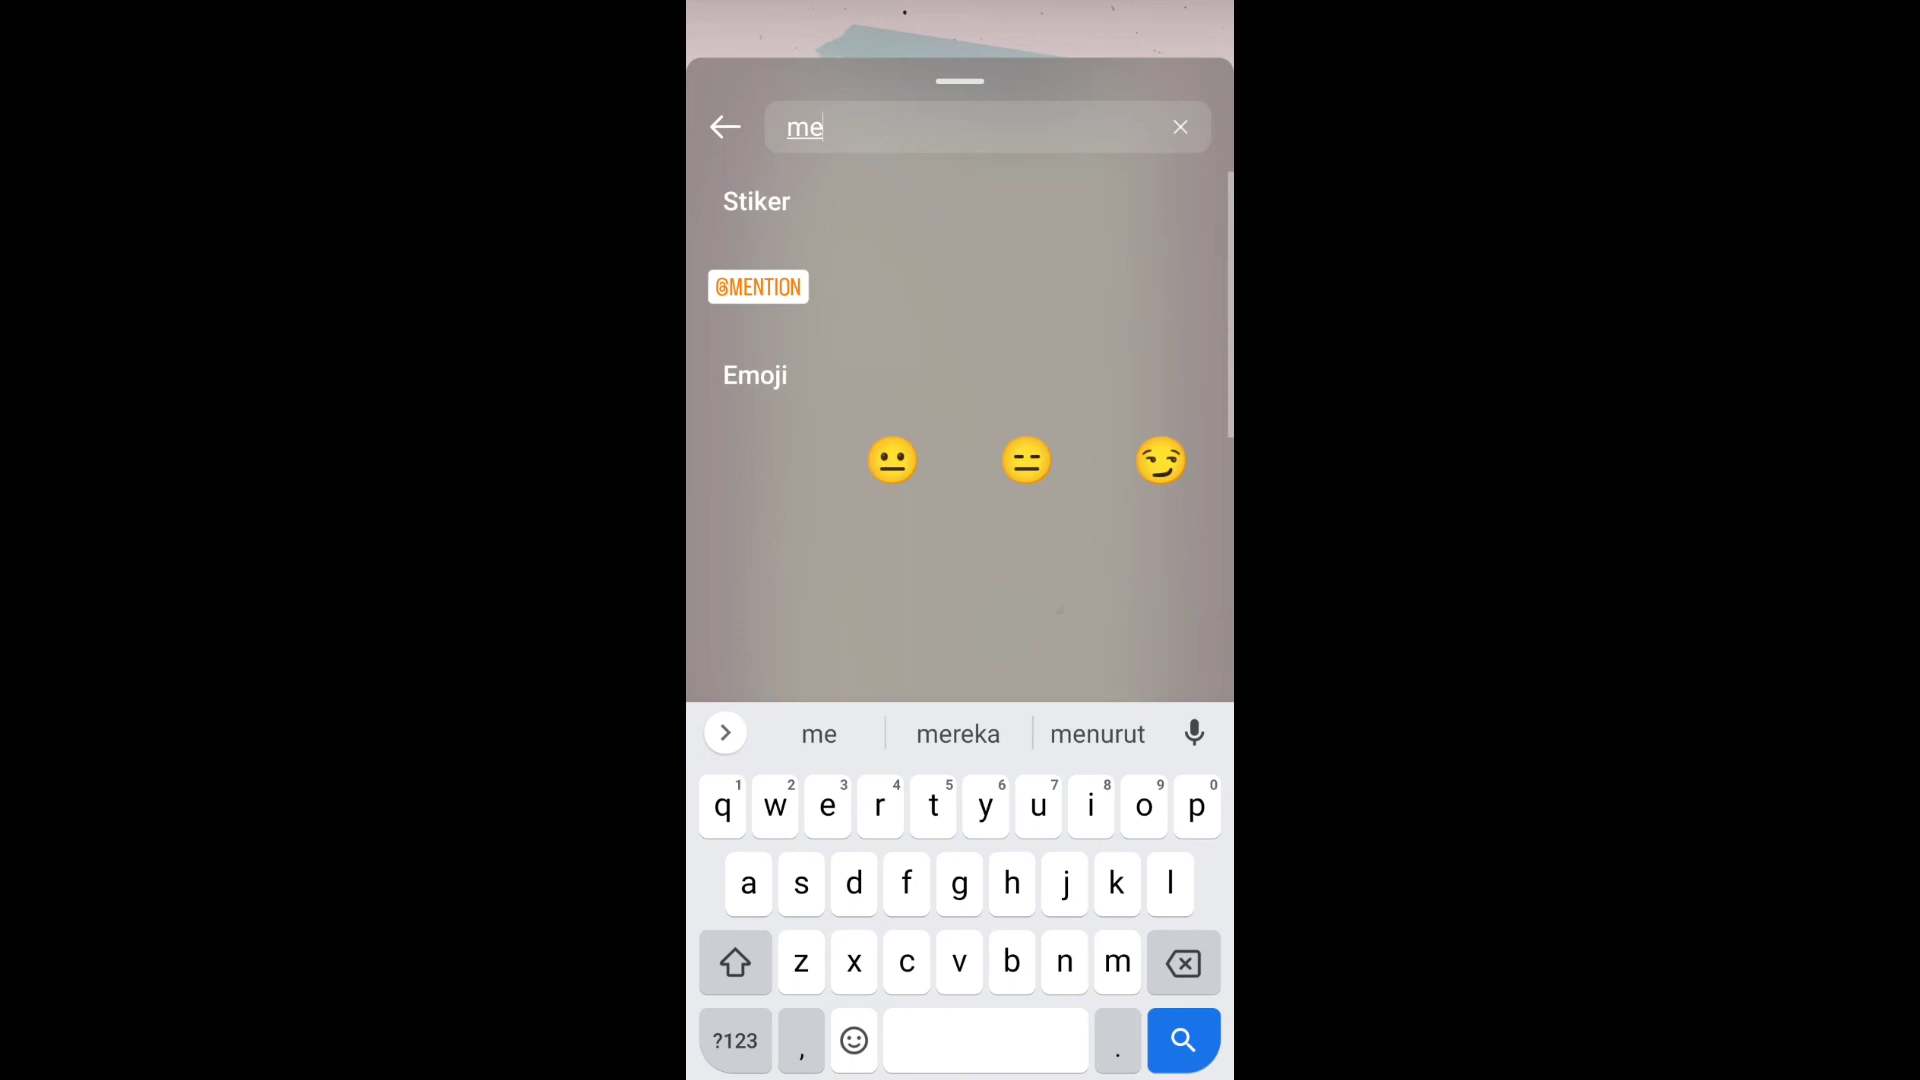 me
Stiker
@MENTION
Emoji
me mereka menurut
1 2 3 4 5 6 7 8 9 0
q w e r t y u i o p
a s d f g h j k l
z x c v b n m
?123 , .